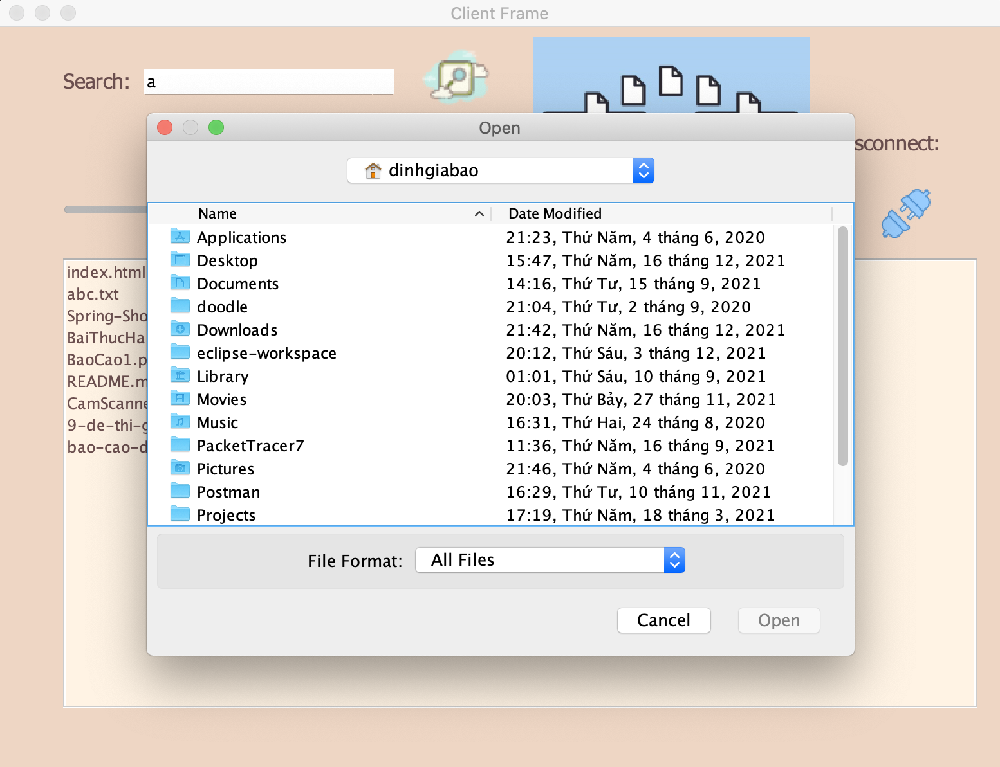 Client Frame
Search: a
Open
sconnect:
dinhgiabao
Name Date Modified
Applications 21:23, Thứ Năm, 4 tháng 6, 2020
Desktop 15:47, Thứ Năm, 16 tháng 12, 2021
Documents 14:16, Thứ Tư, 15 tháng 9, 2021
doodle 21:04, Thứ Tư, 2 tháng 9, 2020
Downloads 21:42, Thứ Năm, 16 tháng 12, 2021
eclipse-workspace 20:12, Thứ Sáu, 3 tháng 12, 2021
Library 01:01, Thứ Sáu, 10 tháng 9, 2021
Movies 20:03, Thứ Bảy, 27 tháng 11, 2021
Music 16:31, Thứ Hai, 24 tháng 8, 2020
PacketTracer7 11:36, Thứ Năm, 16 tháng 9, 2021
Pictures 21:46, Thứ Năm, 4 tháng 6, 2020
Postman 16:29, Thứ Tư, 10 tháng 11, 2021
Projects 17:19, Thứ Năm, 18 tháng 3, 2021
index.html
abc.txt
Spring-Sho
BaiThucHa
BaoCao1.p
README.m
CamScanne
9-de-thi-g
bao-cao-d
File Format: All Files
Cancel Open